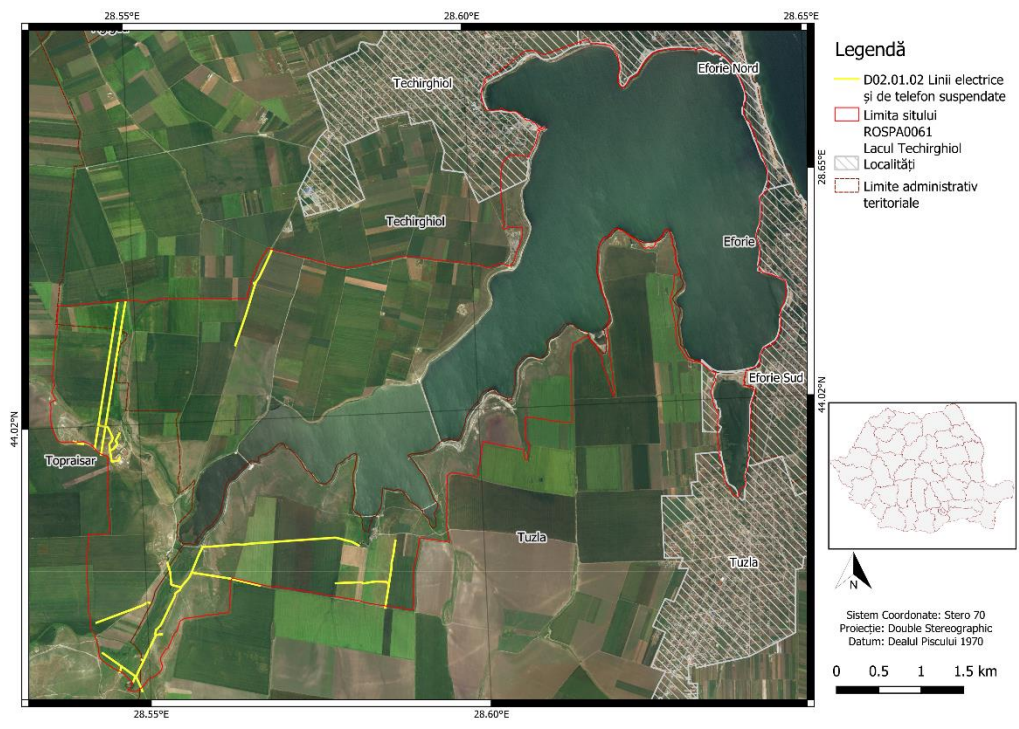 28.55°E
28.60°E
28.65°E
Techirghiol
Eforie Nord
28.65°E
Techirghiol
Eforie
Eforie Sud
44.02°N
44.02°N
Topraisar
Tuzla
Tuzla
28.55°E
28.60°E
Legendă
D02.01.02 Linii electrice
și de telefon suspendate
Limita sitului
ROSPA0061
Lacul Techirghiol
Localități
Limite administrativ
teritoriale
N
Sistem Coordonate: Stero 70
Proiecție: Double Stereographic
Datum: Dealul Piscului 1970
0 0.5 1 1.5 km